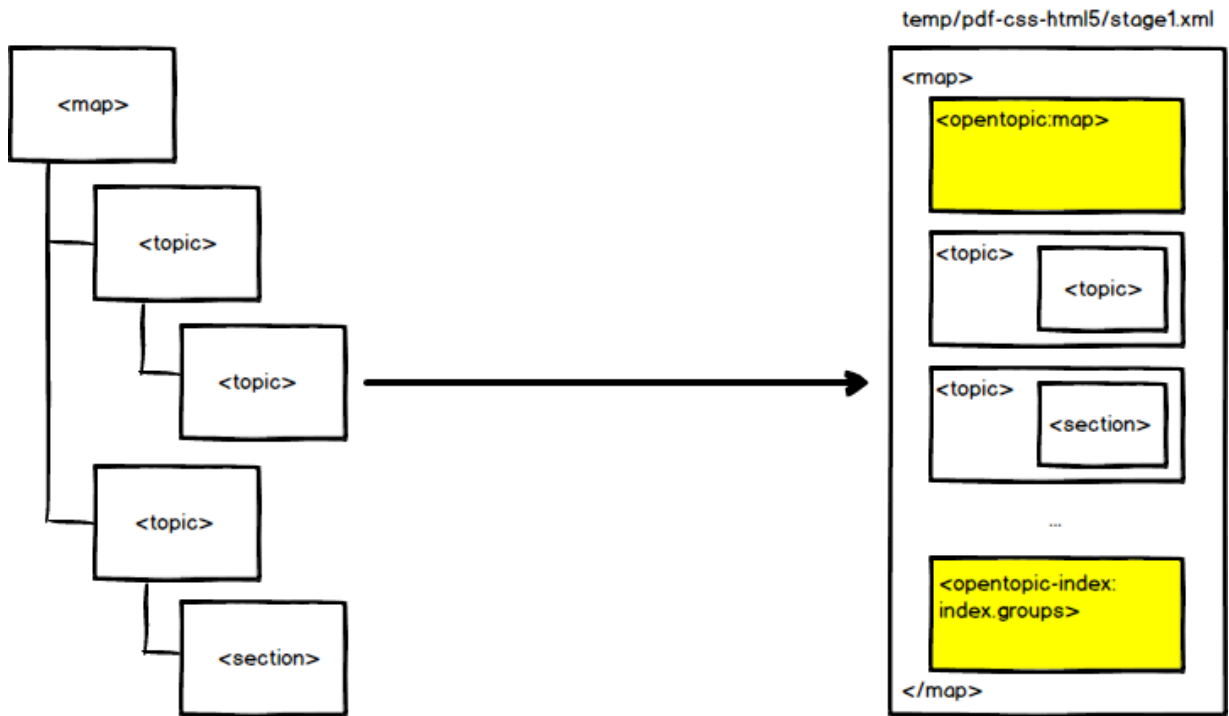 <map>
<topic>
<topic>
<topic>
<section>
temp/pdf-css-html5/stage1.xml
<map>
<opentopic:map>
<topic>
<topic>
<topic>
<section>
...
<opentopic-index:
index.groups>
</map>